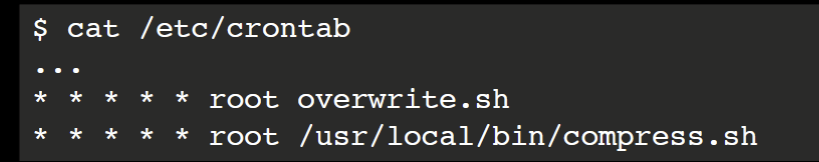 $ cat /etc/crontab
...
* * * * * root overwrite.sh
* * * * * root /usr/local/bin/compress.sh